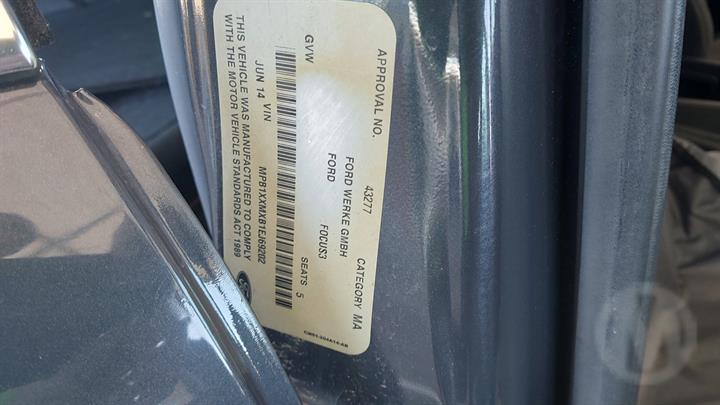 APPROVAL NO. 43277 CATEGORY MA
FORD WERKE GMBH
FORD FOCUS3
GVW SEATS 5
JUN 14 VIN MPB1XXMXB1EJ69202
THIS VEHICLE WAS MANUFACTURED TO COMPLY
WITH THE MOTOR VEHICLE STANDARDS ACT 1989